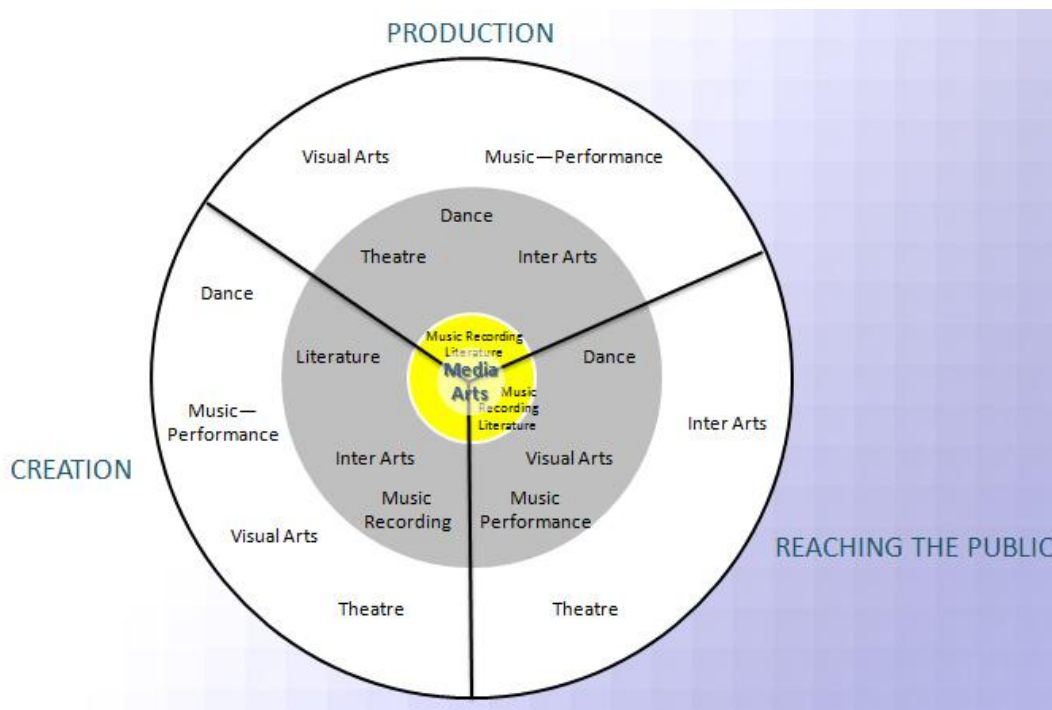 PRODUCTION
Visual Arts
Music—Performance
Dance
Theatre
Inter Arts
Dance
Music Recording
Literature
Literature
Media
Arts
Dance
Music
Recording
Literature
Music—
Performance
Inter Arts
CREATION
Inter Arts
Visual Arts
Music
Recording
Music
Performance
Visual Arts
REACHING THE PUBLIC
Theatre
Theatre